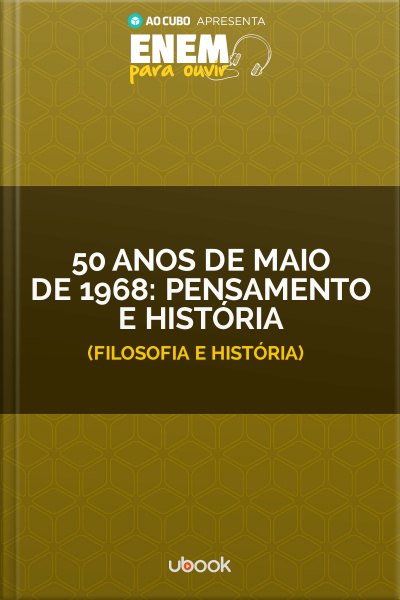 AO CUBO APRESENTA
ENEM
para ouvir
50 ANOS DE MAIO
DE 1968: PENSAMENTO
E HISTÓRIA
(FILOSOFIA E HISTÓRIA)
ubook